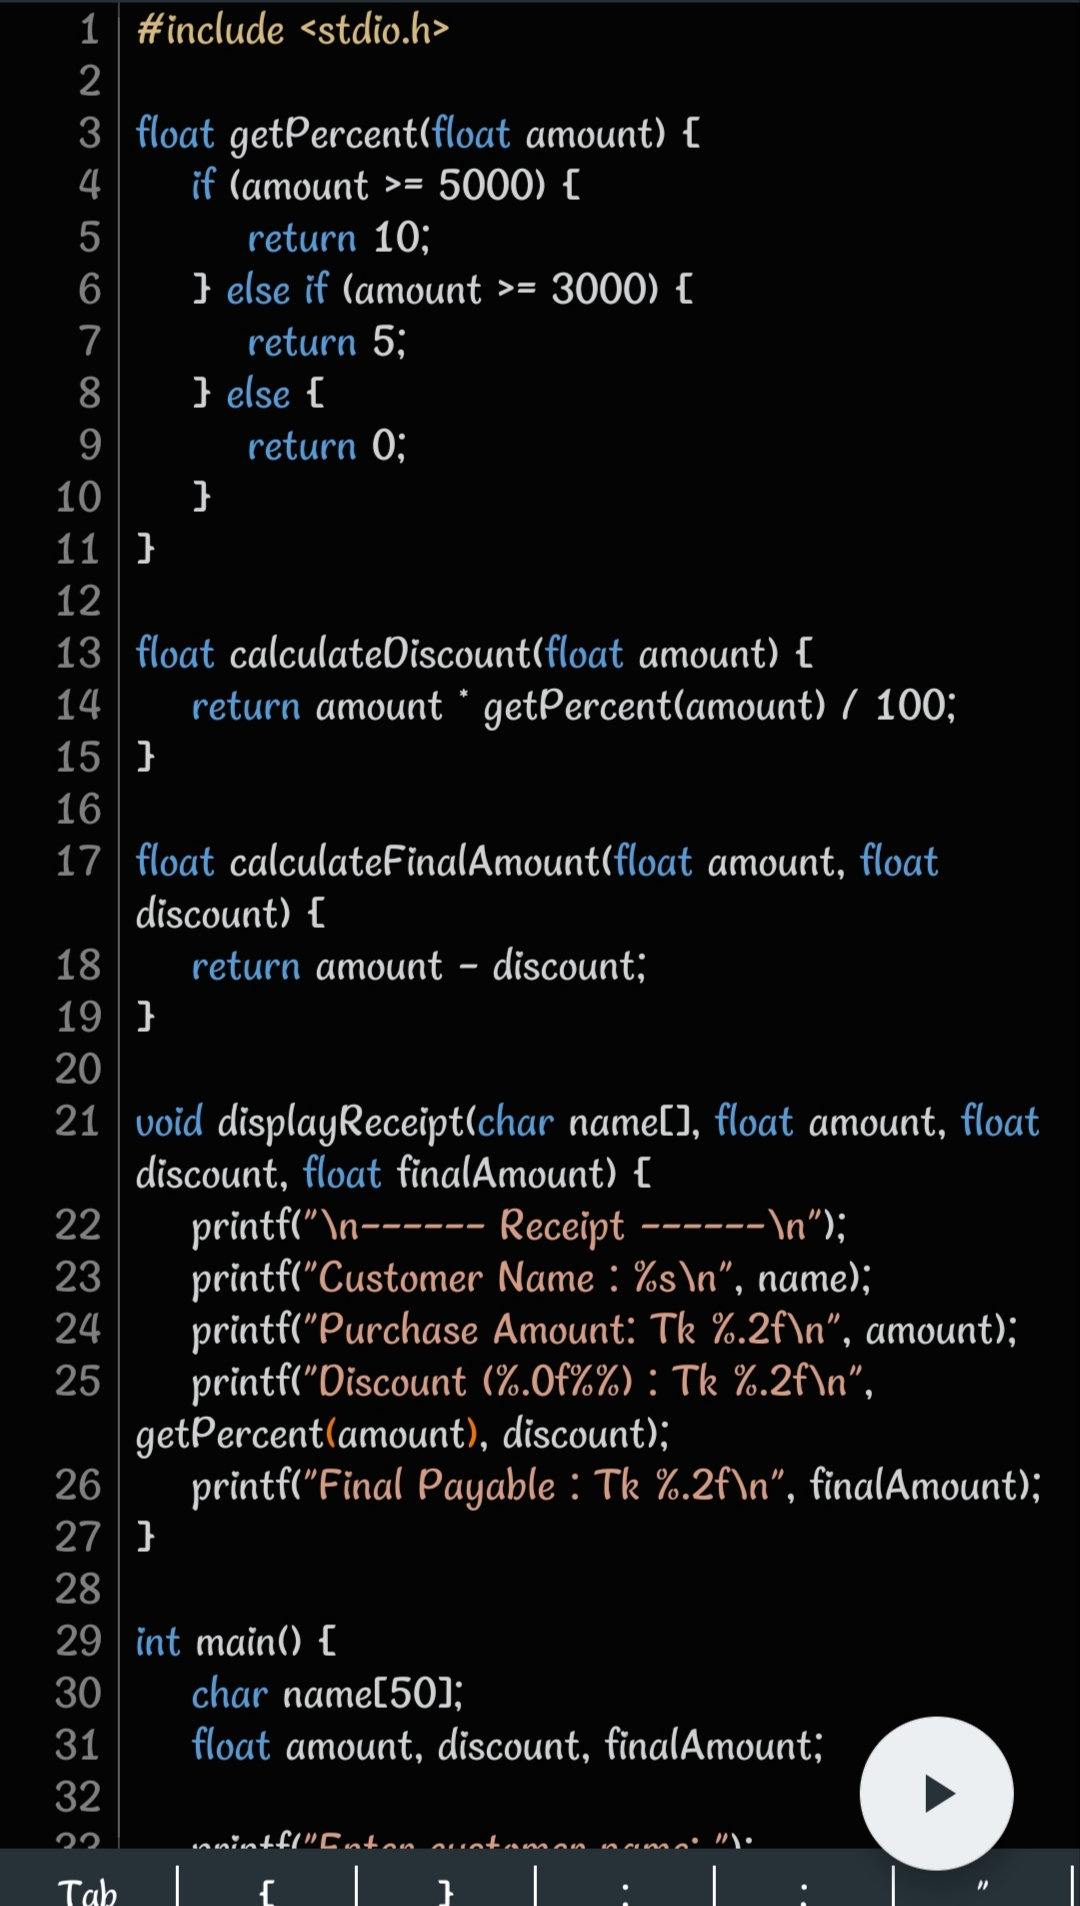 1 #include <stdio.h>
2
3 float getPercent(float amount) {
4 if (amount >= 5000) {
5 return 10;
6 } else if (amount >= 3000) {
7 return 5;
8 } else {
9 return 0;
10 }
11 }
12
13 float calculateDiscount(float amount) {
14 return amount * getPercent(amount) / 100;
15 }
16
17 float calculateFinalAmount(float amount, float
discount) {
18 return amount - discount;
19 }
20
21 void displayReceipt(char name[], float amount, float
discount, float finalAmount) {
22 printf("\n------ Receipt ------\n");
23 printf("Customer Name : %s\n", name);
24 printf("Purchase Amount: Tk %.2f\n", amount);
25 printf("Discount (%.0f%%) : Tk %.2f\n",
getPercent(amount), discount);
26 printf("Final Payable : Tk %.2f\n", finalAmount);
27 }
28
29 int main() {
30 char name[50];
31 float amount, discount, finalAmount;
32
33 printf("Enter customer name: ");
Tab { } "